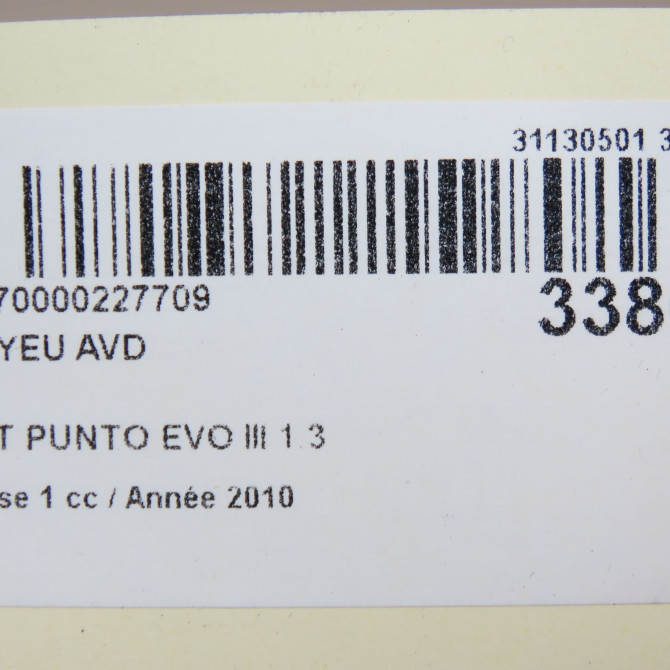 31130501 3
70000227709
338
YEU AVD
T PUNTO EVO III 1.3
se 1 cc / Année 2010